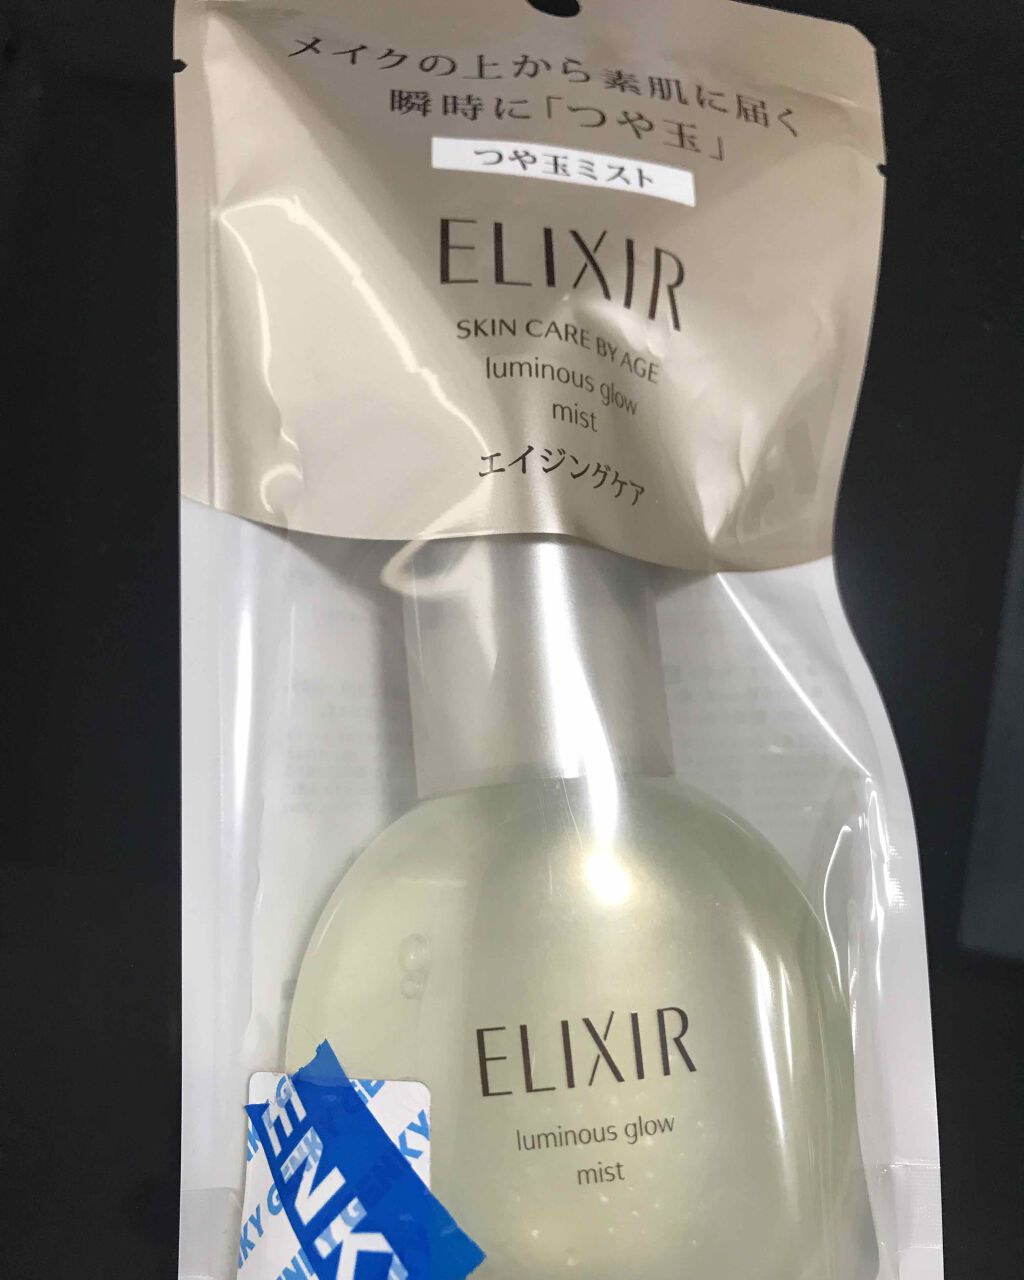 メイクの上から素肌に届く
瞬時に「つや玉」
つや玉ミスト
ELIXIR
SKIN CARE BY AGE
luminous glow
mist
エイジングケア
ELIXIR
luminous glow
mist
GENKY